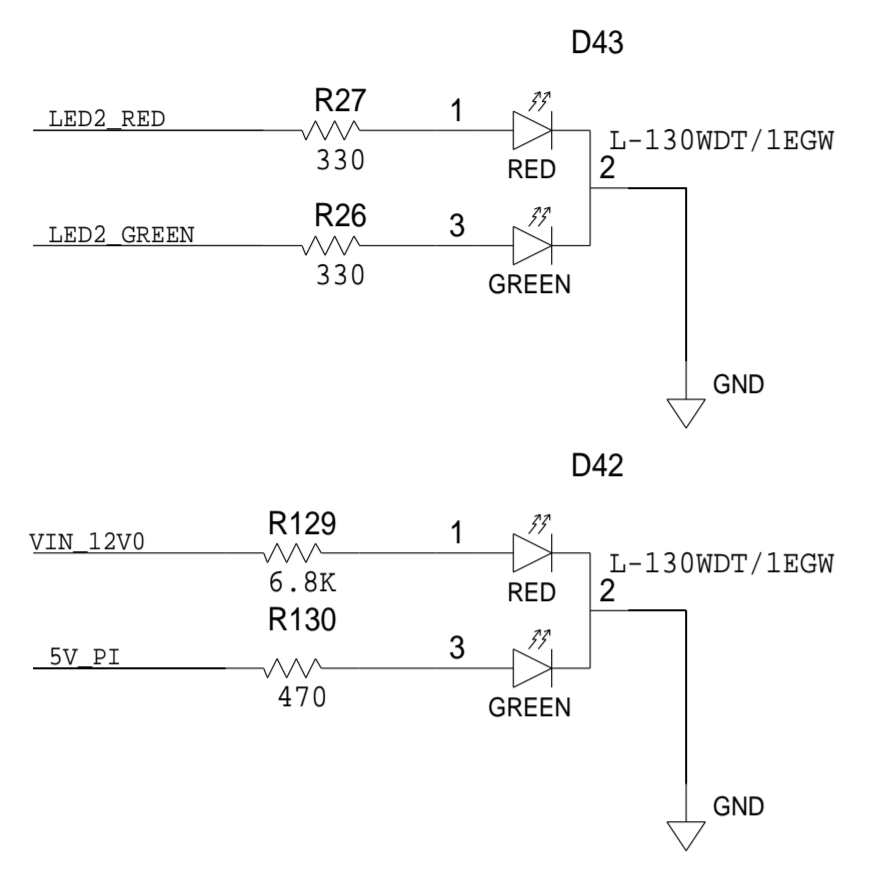 D43
R27
LED2_RED
1
L-130WDT/1EGW
330
RED
2
R26
LED2_GREEN
3
330
GREEN
GND
D42
R129
VIN_12V0
1
L-130WDT/1EGW
6.8K
RED
2
R130
5V_PI
3
470
GREEN
GND